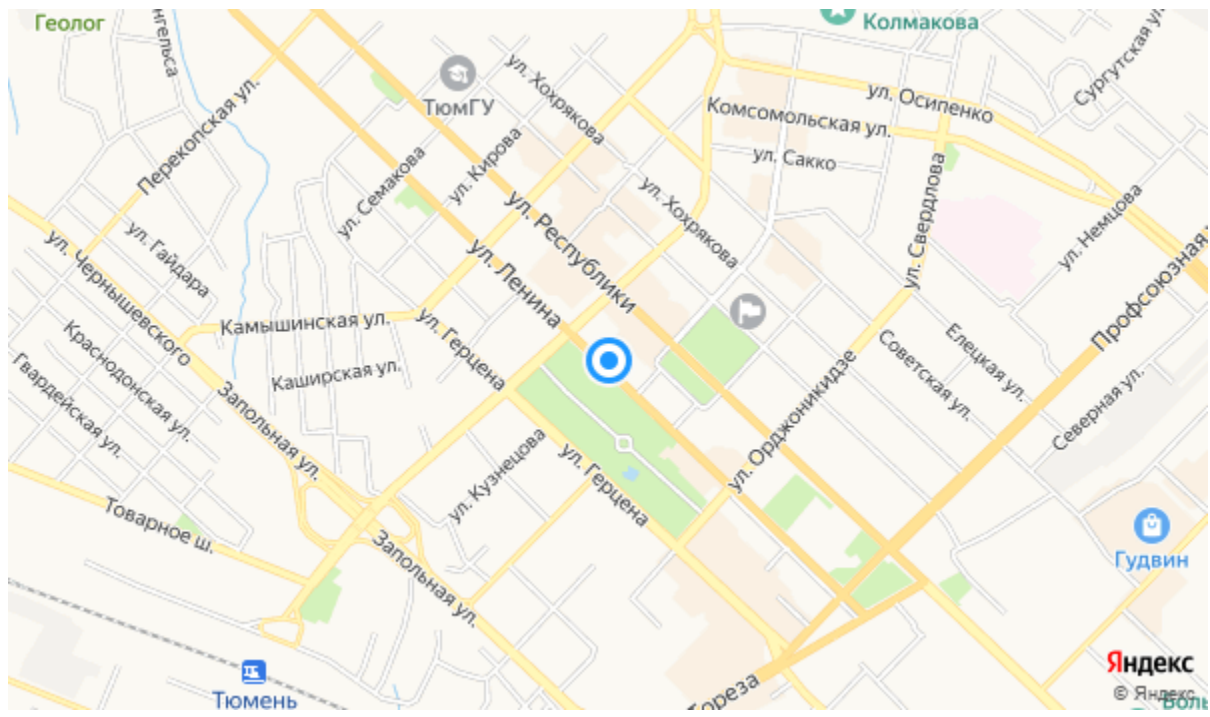 Геолог
Колмакова
Сургутская ул.
ТюмГУ
ул. Хохрякова
ул. Осипенко
Комсомольская ул.
Перекопская ул.
ул. Сакко
ул. Кирова
ул. Семакова
ул. Хохрякова
ул. Свердлова
ул. Немцова
ул. Республики
ул. Гайдара
ул. Ленина
Профсоюзная
ул. Чернышевского
Камышинская ул.
ул. Герцена
Елецкая ул.
Советская ул.
Краснодонская ул.
Каширская ул.
Гвардейская ул.
Северная ул.
ул. Орджоникидзе
Запольная ул.
ул. Кузнецова
ул. Герцена
Товарное ш.
Запольная ул.
Гудвин
Тюмень
Тореза
Яндекс
© Яндекс